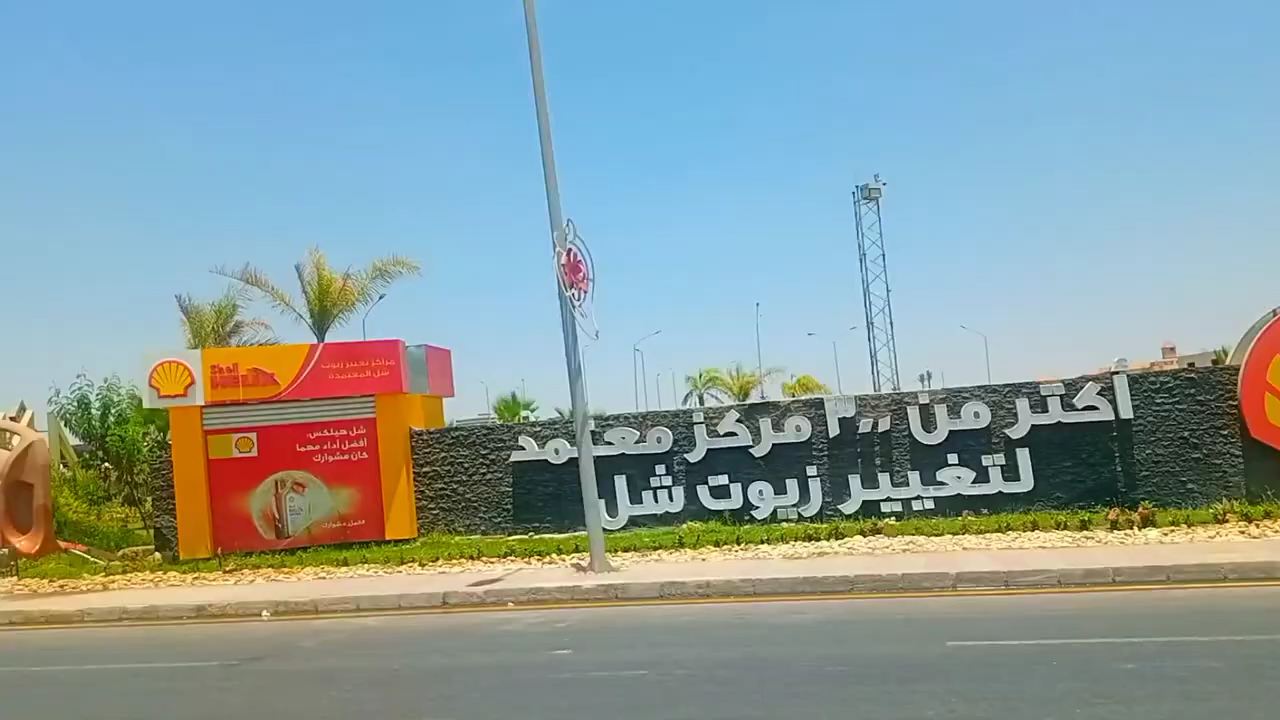 أكتر من ٣٠٠ مركز معتمد
لتغيير زيوت شل
مراكز تغيير زيوت
شل المعتمدة
Shell
HELIX
شل هيلكس،
أفضل أداء مهما
كان مشوارك